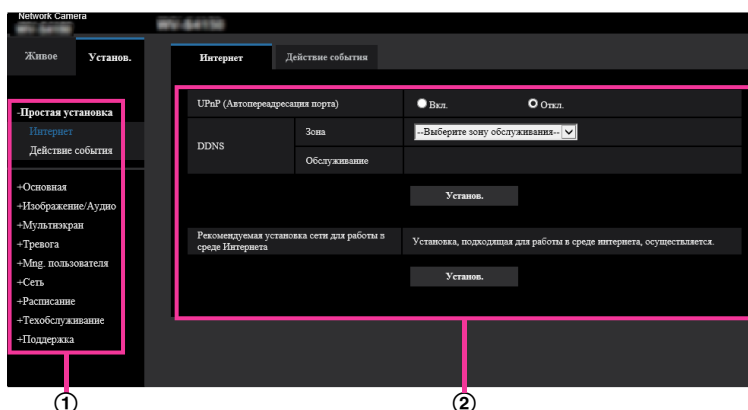 Network Camera
Живое
Установ.
-Простая установка
Интернет
Действие события
+Основная
+Изображение/Аудио
+Мультиэкран
+Тревога
+Mng. пользователя
+Сеть
+Расписание
+Техобслуживание
+Поддержка
Интернет
Действие события
UPnP (Автопереадресация порта)
Вкл.
Откл.
DDNS
Зона
--Выберите зону обслуживания--
Обслуживание
Установ.
Рекомендуемая установка сети для работы в
среде Интернета
Установка, подходящая для работы в среде интернета, осуществляется.
Установ.
①
②